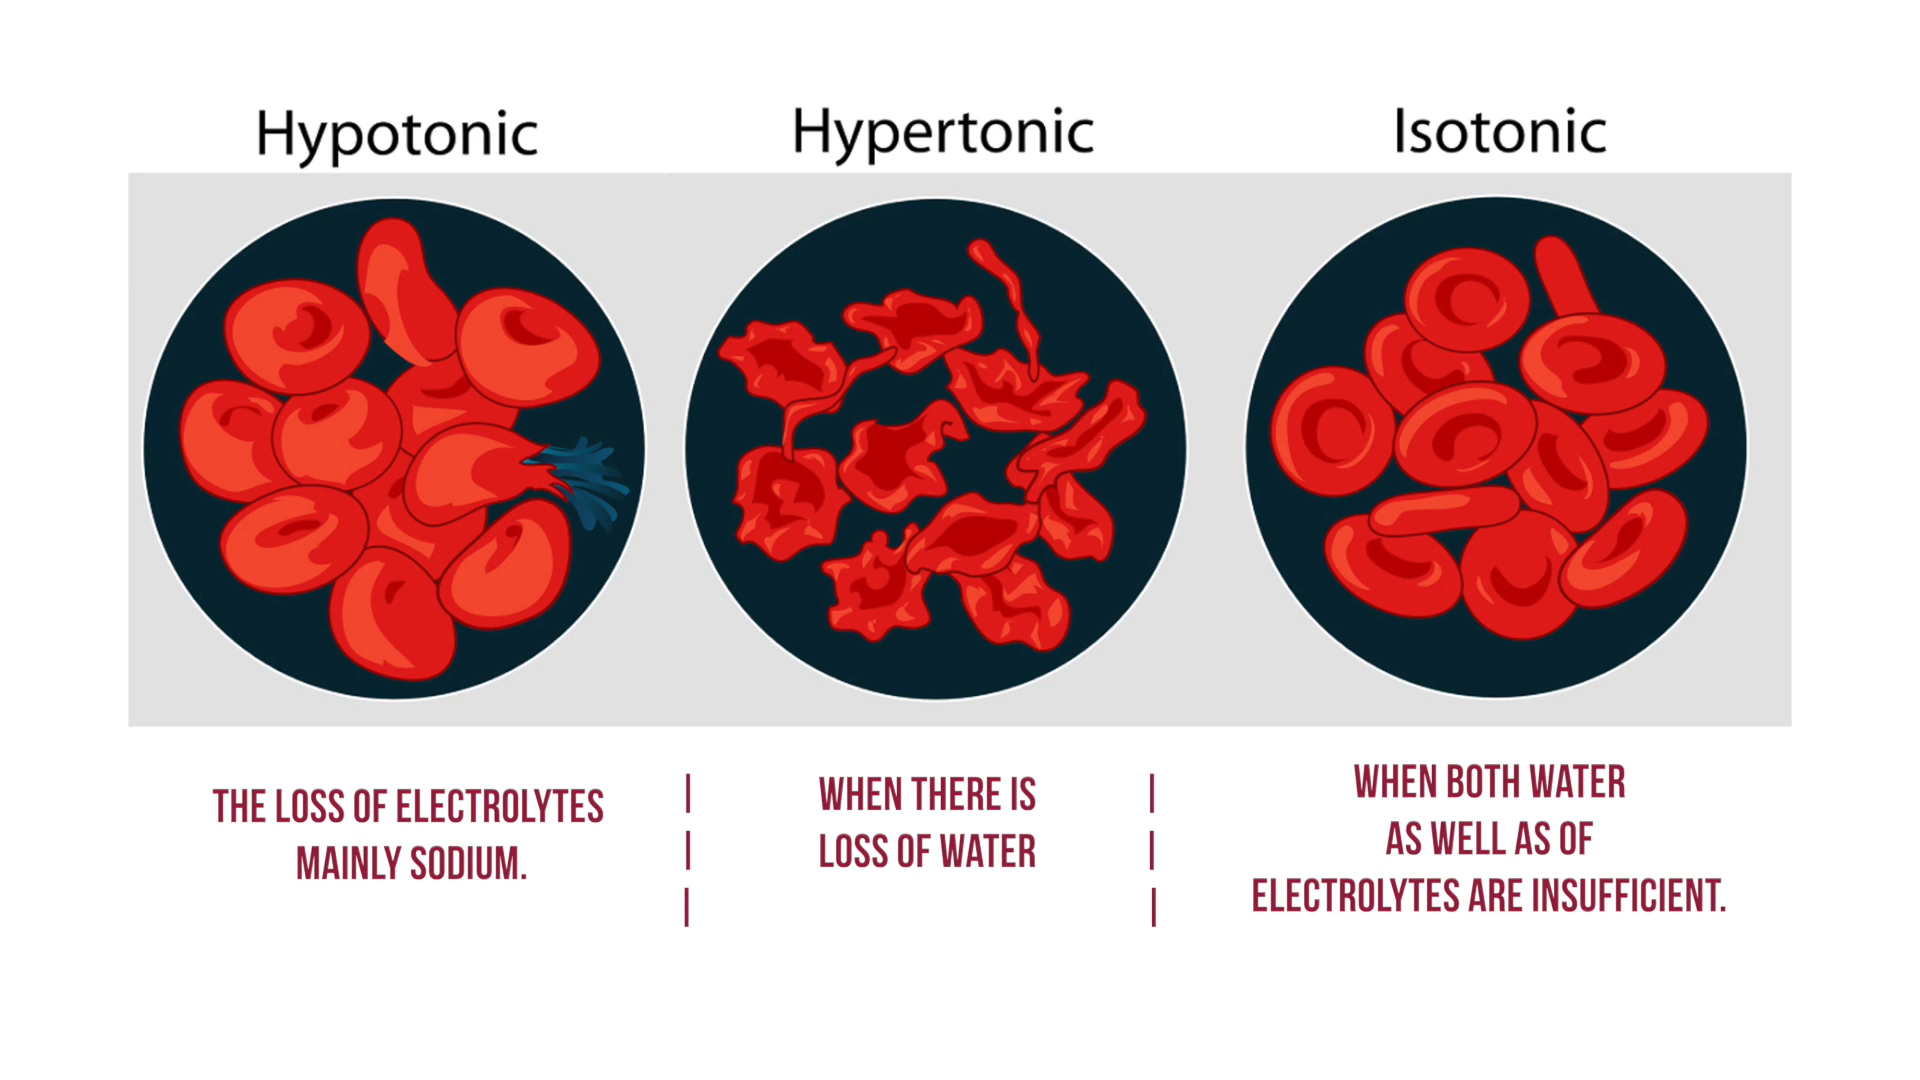 Hypotonic
Hypertonic
Isotonic
THE LOSS OF ELECTROLYTES
MAINLY SODIUM.
WHEN THERE IS
LOSS OF WATER
WHEN BOTH WATER
AS WELL AS OF
ELECTROLYTES ARE INSUFFICIENT.